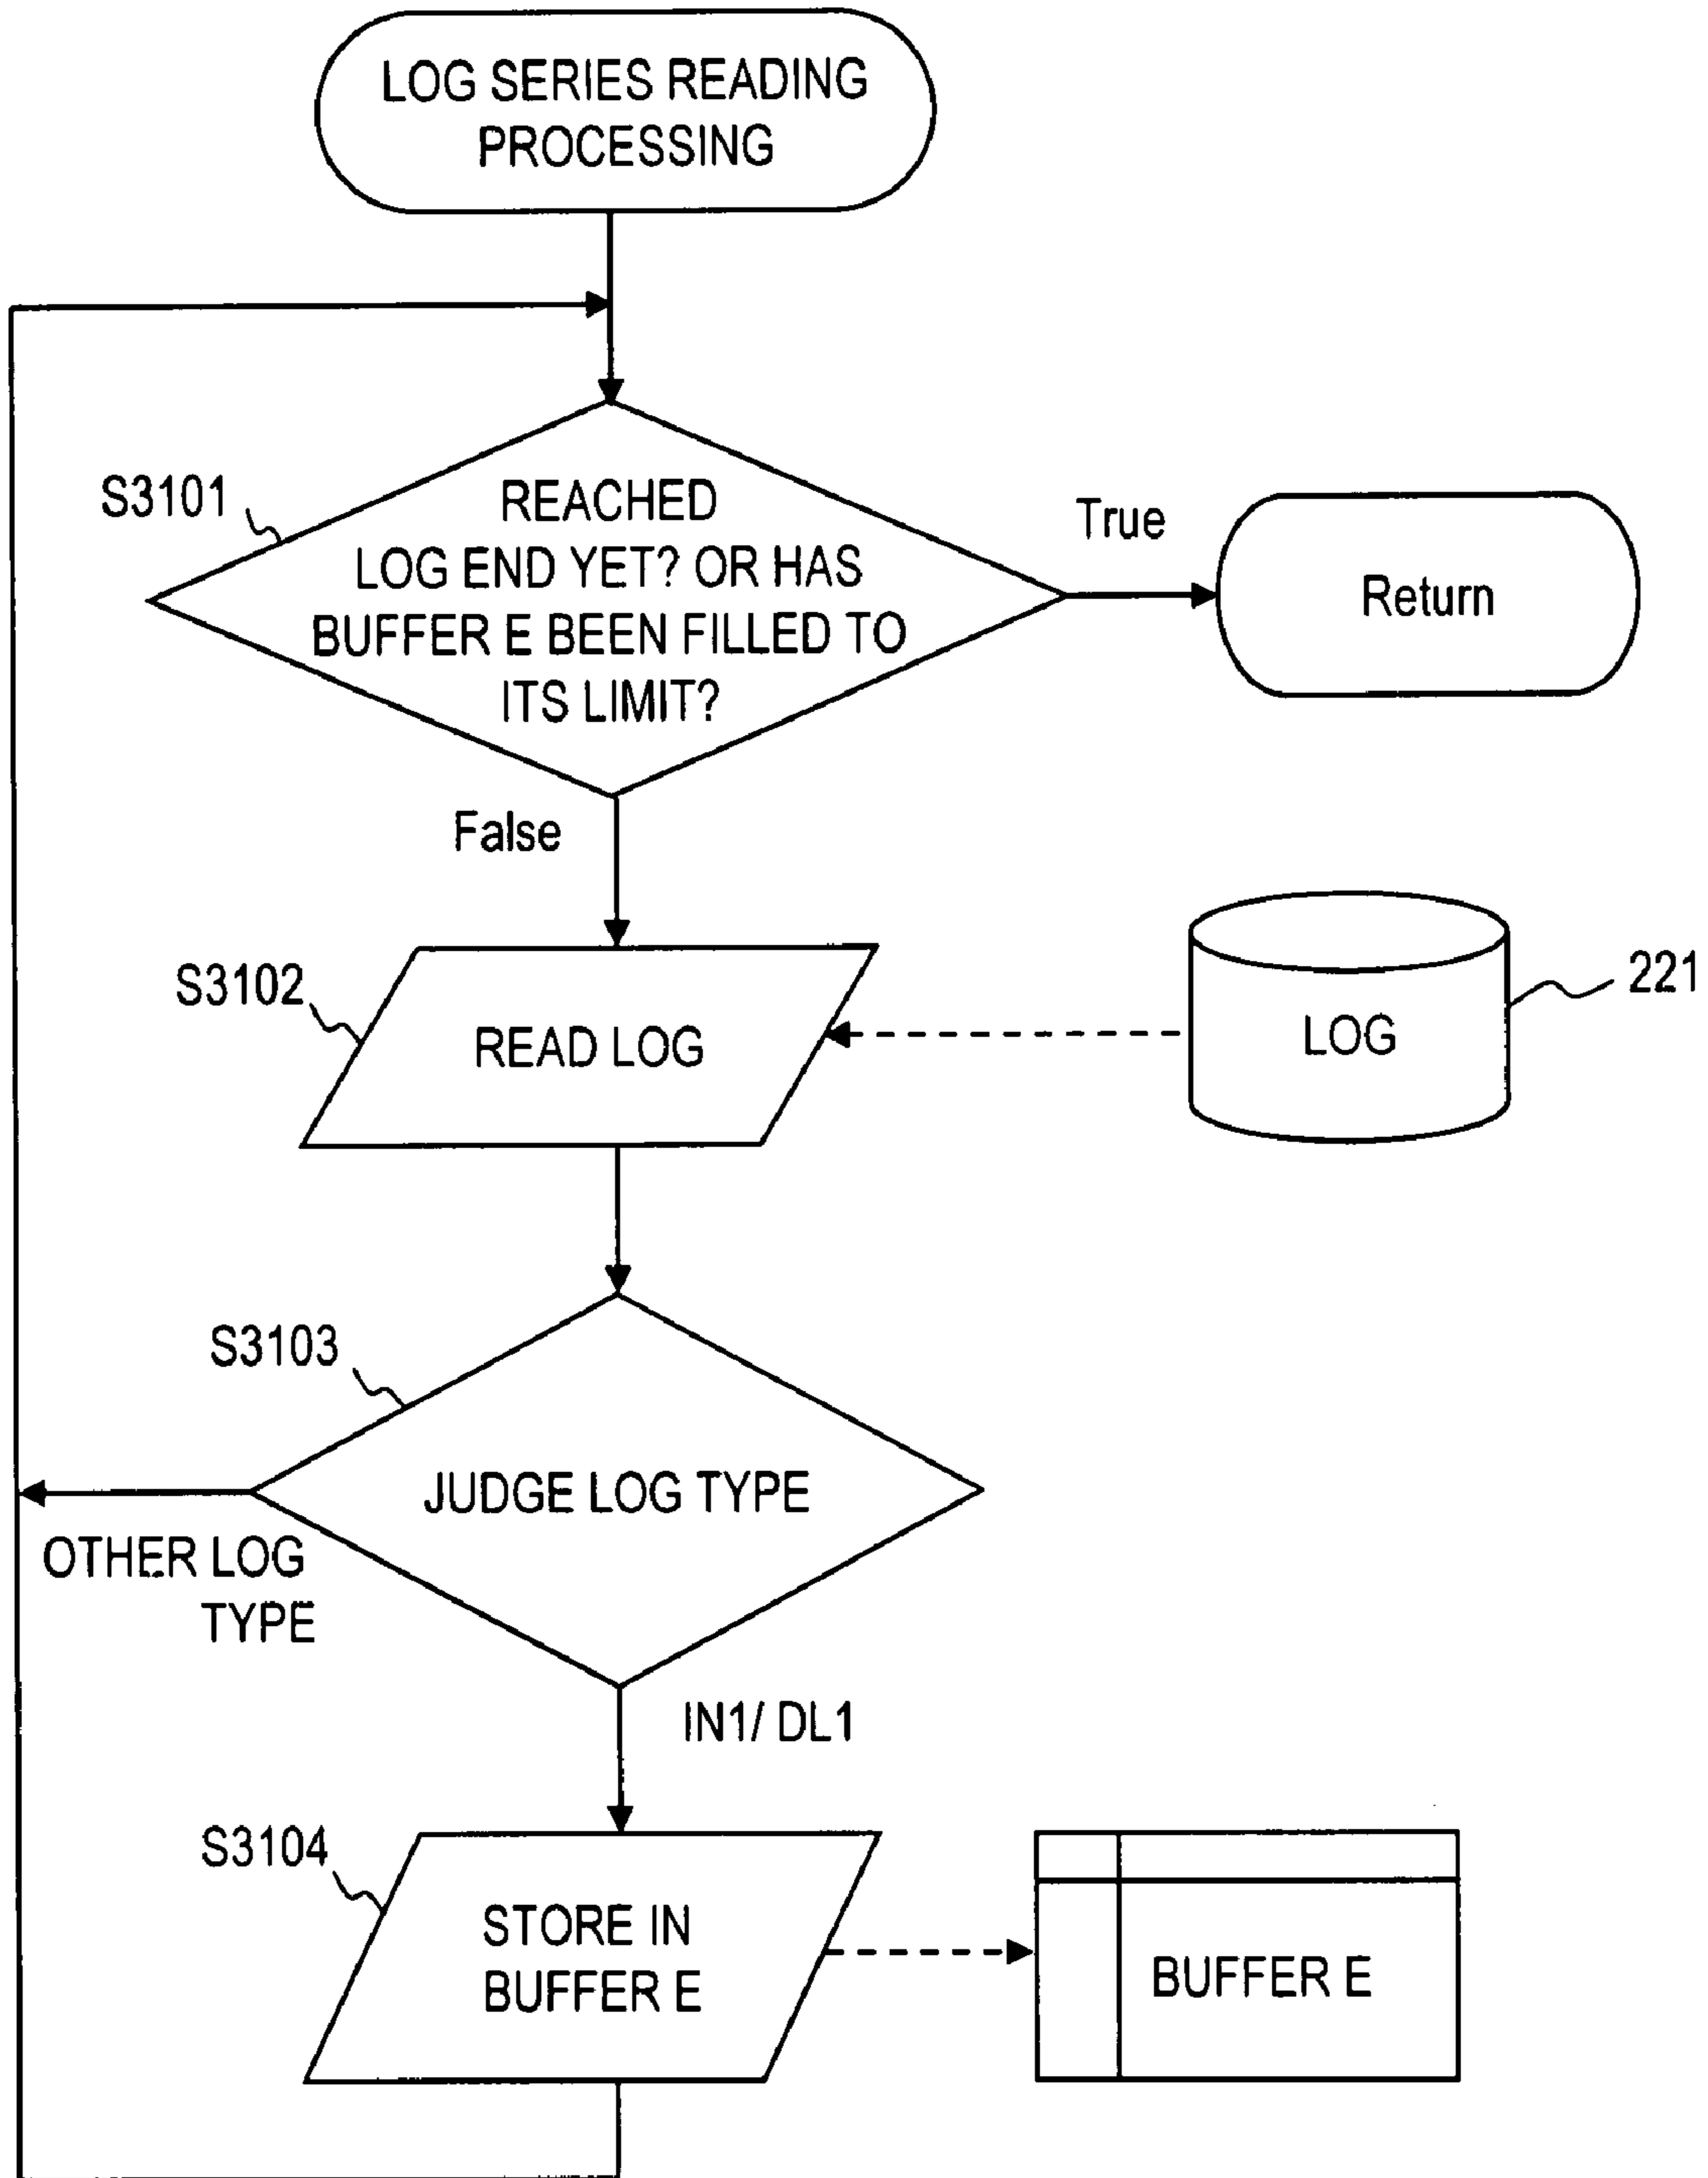 LOG SERIES READING
PROCESSING
S3101
REACHED
LOG END YET? OR HAS
BUFFER E BEEN FILLED TO
ITS LIMIT?
True
Return
False
S3102
READ LOG
LOG
221
S3103
JUDGE LOG TYPE
OTHER LOG
TYPE
IN1/ DL1
S3104
STORE IN
BUFFER E
BUFFER E